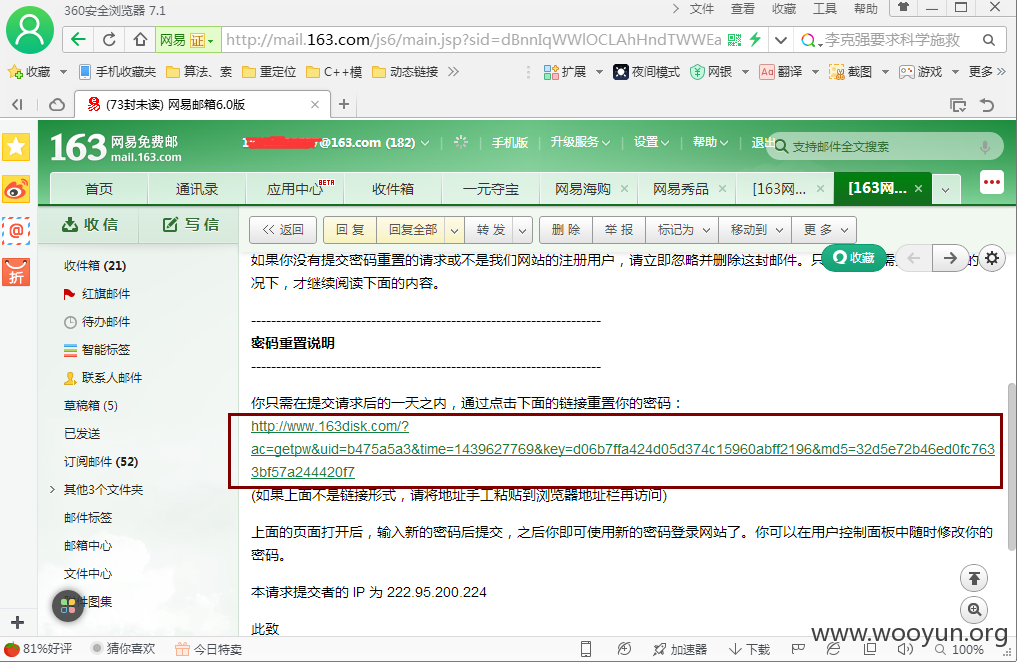 360安全浏览器 7.1
文件 查看 收藏 工具 帮助
网易 证 http://mail.163.com/js6/main.jsp?sid=dBnnIqWWlOCLAhHndTWWEa 李克强要求科学施救
收藏 手机收藏夹 算法、素 重定位 C++模 动态链接 扩展 夜间模式 网银 Aa 翻译 截图 游戏 更多
(73封未读) 网易邮箱6.0版
163 网易免费邮 mail.163.com @163.com (182) 手机版 升级服务 设置 帮助 退出 支持邮件全文搜索
首页 通讯录 应用中心 BETA 收件箱 一元夺宝 网易海购 网易秀品 [163网... [163网...
收信 写信 << 返回 回复 回复全部 转发 删除 举报 标记为 移动到 更多
收藏
折
收件箱 (21)
红旗邮件
待办邮件
智能标签
联系人邮件
草稿箱 (5)
已发送
订阅邮件 (52)
其他3个文件夹
邮件标签
邮箱中心
文件中心
件图集
如果你没有提交密码重置的请求或不是我们网站的注册用户，请立即忽略并删除这封邮件。只
况下，才继续阅读下面的内容。
----------------------------------------------------------------------
密码重置说明
----------------------------------------------------------------------
你只需在提交请求后的一天之内，通过点击下面的链接重置你的密码：
http://www.163disk.com/?
ac=getpw&uid=b475a5a3&time=1439627769&key=d06b7ffa424d05d374c15960abff2196&md5=32d5e72b46ed0fc763
3bf57a244420f7
(如果上面不是链接形式，请将地址手工粘贴到浏览器地址栏再访问)
上面的页面打开后，输入新的密码后提交，之后你即可使用新的密码登录网站了。你可以在用户控制面板中随时修改你的
密码。
本请求提交者的 IP 为 222.95.200.224
此致
www.wooyun.org
81%好评 猜你喜欢 今日特卖 加速器 下载 100%